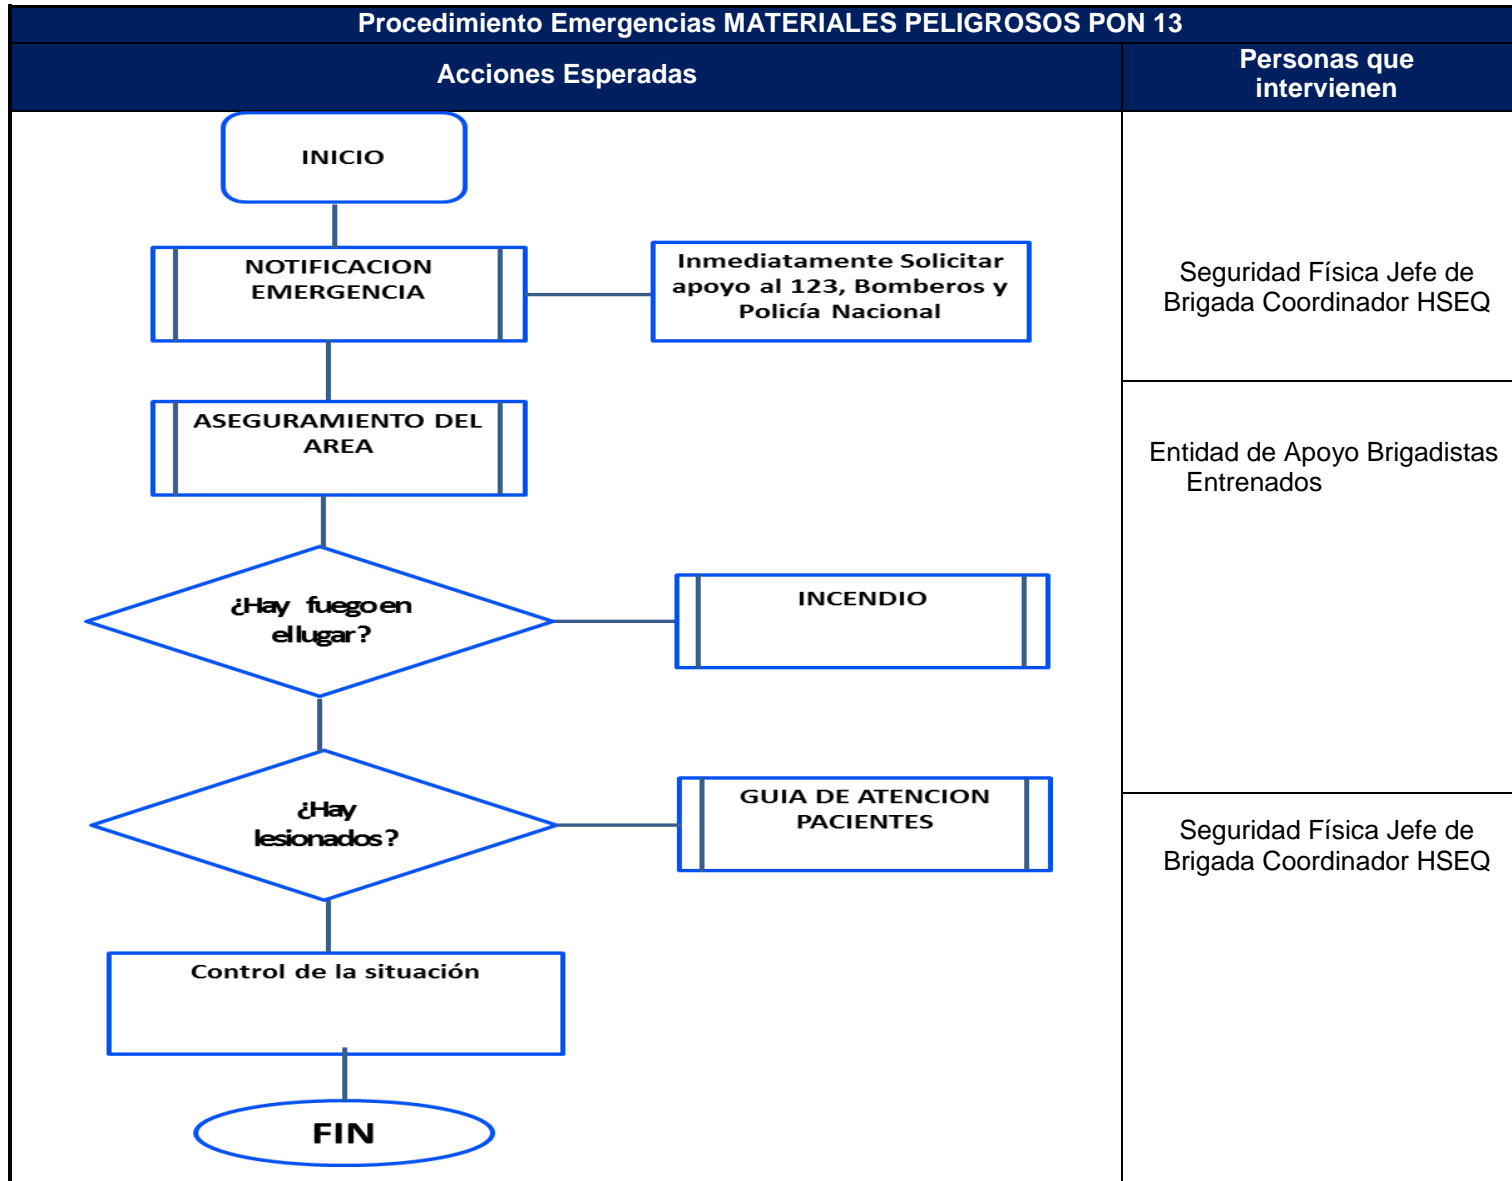 Procedimiento Emergencias MATERIALES PELIGROSOS PON 13
Acciones Esperadas
Personas que
intervienen
INICIO
NOTIFICACION
EMERGENCIA
Inmediatamente Solicitar
apoyo al 123, Bomberos y
Policía Nacional
Seguridad Física Jefe de
Brigada Coordinador HSEQ
ASEGURAMIENTO DEL
AREA
Entidad de Apoyo Brigadistas
Entrenados
¿Hay fuego en
el lugar?
INCENDIO
¿Hay
lesionados?
GUIA DE ATENCION
PACIENTES
Seguridad Física Jefe de
Brigada Coordinador HSEQ
Control de la situación
FIN